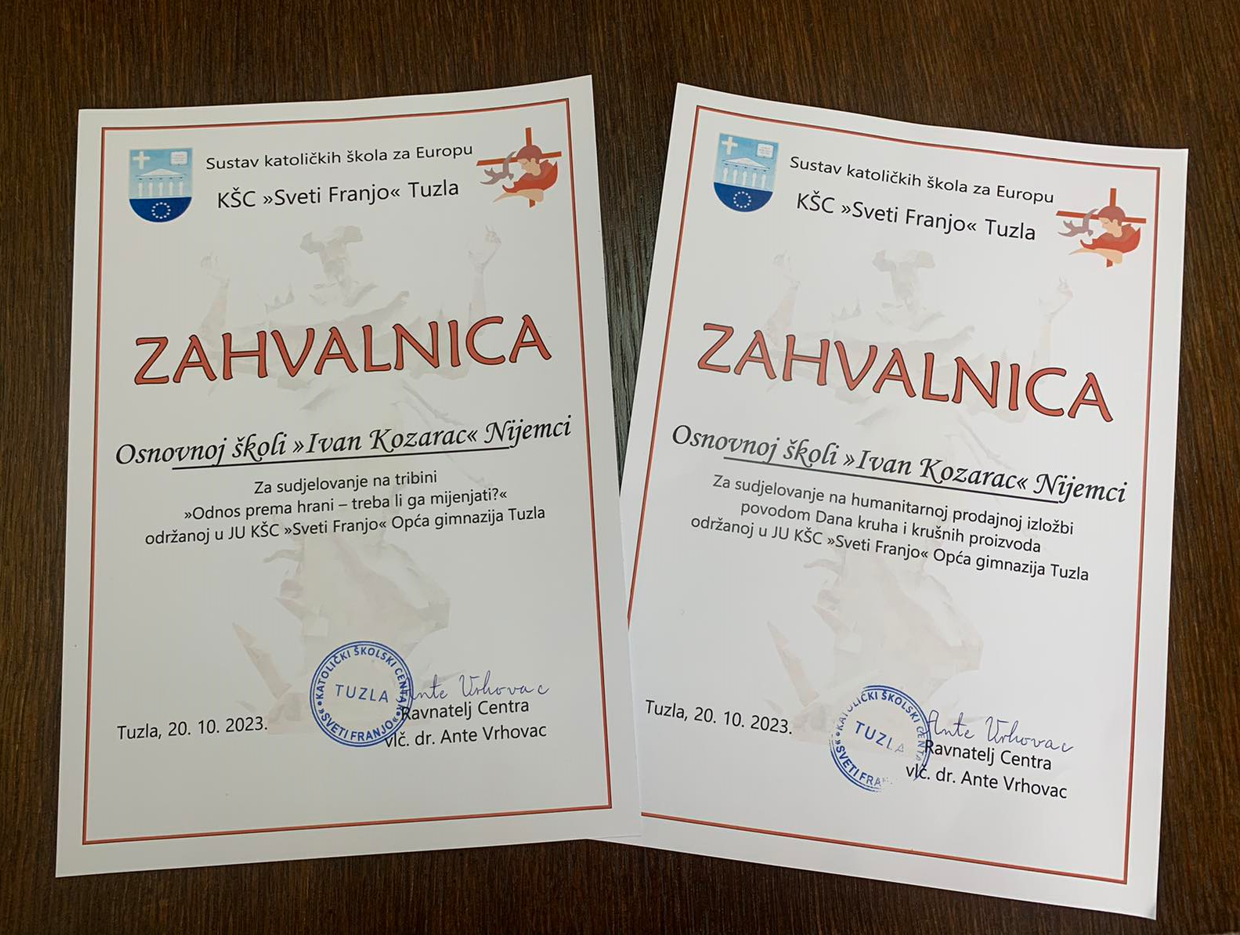 Sustav katoličkih škola za Europu
KŠC »Sveti Franjo« Tuzla
ZAHVALNICA
Osnovnoj školi »Ivan Kozarac« Nijemci
Za sudjelovanje na tribini
»Odnos prema hrani – treba li ga mijenjati?«
održanoj u JU KŠC »Sveti Franjo« Opća gimnazija Tuzla
KATOLIČKI ŠKOLSKI CENTAR
»SVETI FRANJO«
TUZLA
Ante Vrhovac
Tuzla, 20. 10. 2023.
Ravnatelj Centra
vlč. dr. Ante Vrhovac
Sustav katoličkih škola za Europu
KŠC »Sveti Franjo« Tuzla
ZAHVALNICA
Osnovnoj školi »Ivan Kozarac« Nijemci
Za sudjelovanje na humanitarnoj prodajnoj izložbi
povodom Dana kruha i krušnih proizvoda
održanoj u JU KŠC »Sveti Franjo« Opća gimnazija Tuzla
ŠKOLSKI
TUZLA
Ante Vrhovac
Tuzla, 20. 10. 2023.
Ravnatelj Centra
vlč. dr. Ante Vrhovac